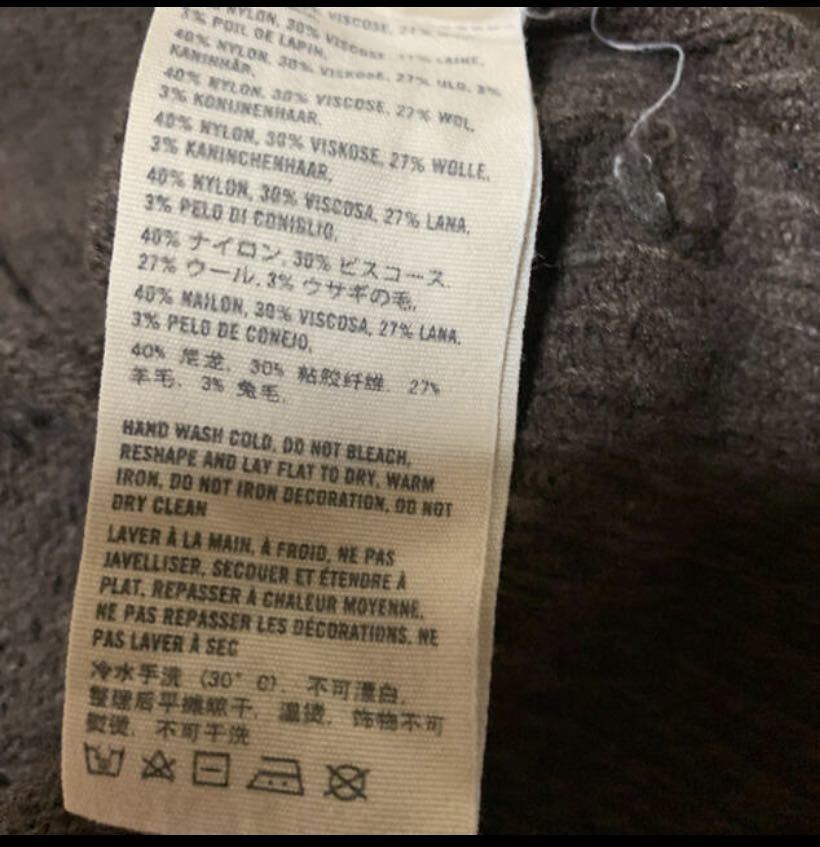 NYLON, 30% VISCOSE, 27%
3% POIL DE LAPIN,
40% NYLON, 30% VISKOSE, 27% ULD, 3%
KANINHÅR,
40% NYLON, 30% VISCOSE, 27% WOL,
3% KONIJNENHAAR,
40% NYLON, 30% VISKOSE, 27% WOLLE,
3% KANINCHENHAAR,
40% NYLON, 30% VISCOSA, 27% LANA,
3% PELO DI CONIGLIO,
40% ナイロン, 30% ビスコース,
27% ウール, 3% ウサギの毛,
40% NAILON, 30% VISCOSA, 27% LANA,
3% PELO DE CONEJO,
40% 尼龙, 30% 粘胶纤维, 27%
羊毛, 3% 兔毛,
HAND WASH COLD, DO NOT BLEACH,
RESHAPE AND LAY FLAT TO DRY, WARM
IRON, DO NOT IRON DECORATION, DO NOT
DRY CLEAN
LAVER À LA MAIN, À FROID, NE PAS
JAVELLISER, SECOUER ET ÉTENDRE À
PLAT, REPASSER À CHALEUR MOYENNE,
NE PAS REPASSER LES DÉCORATIONS, NE
PAS LAVER À SEC
冷水手洗 (30° C), 不可漂白,
整理后平摊晾干, 温烫, 饰物不可
熨烫, 不可干洗